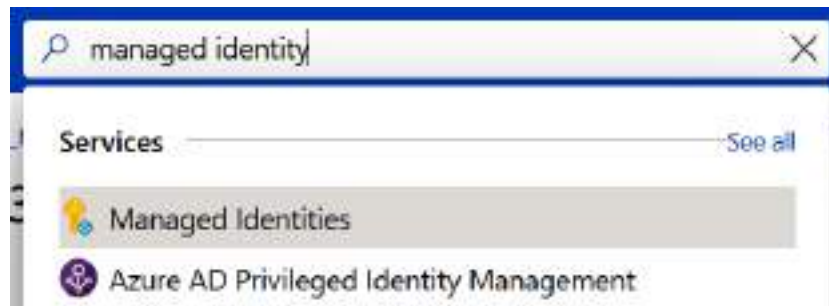 managed identity
Services See all
Managed Identities
Azure AD Privileged Identity Management